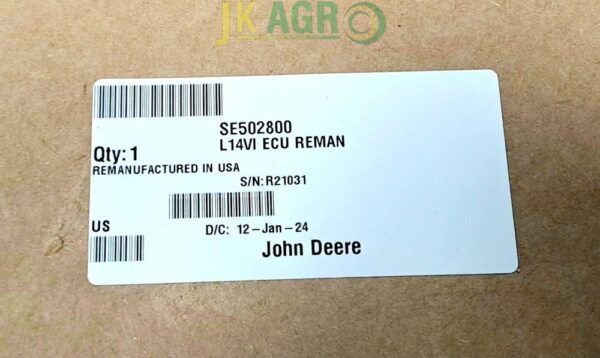 JK AGRO
SE502800
L14VI ECU REMAN
Qty: 1
REMANUFACTURED IN USA
S/N: R21031
US
D/C: 12-Jan-24
John Deere